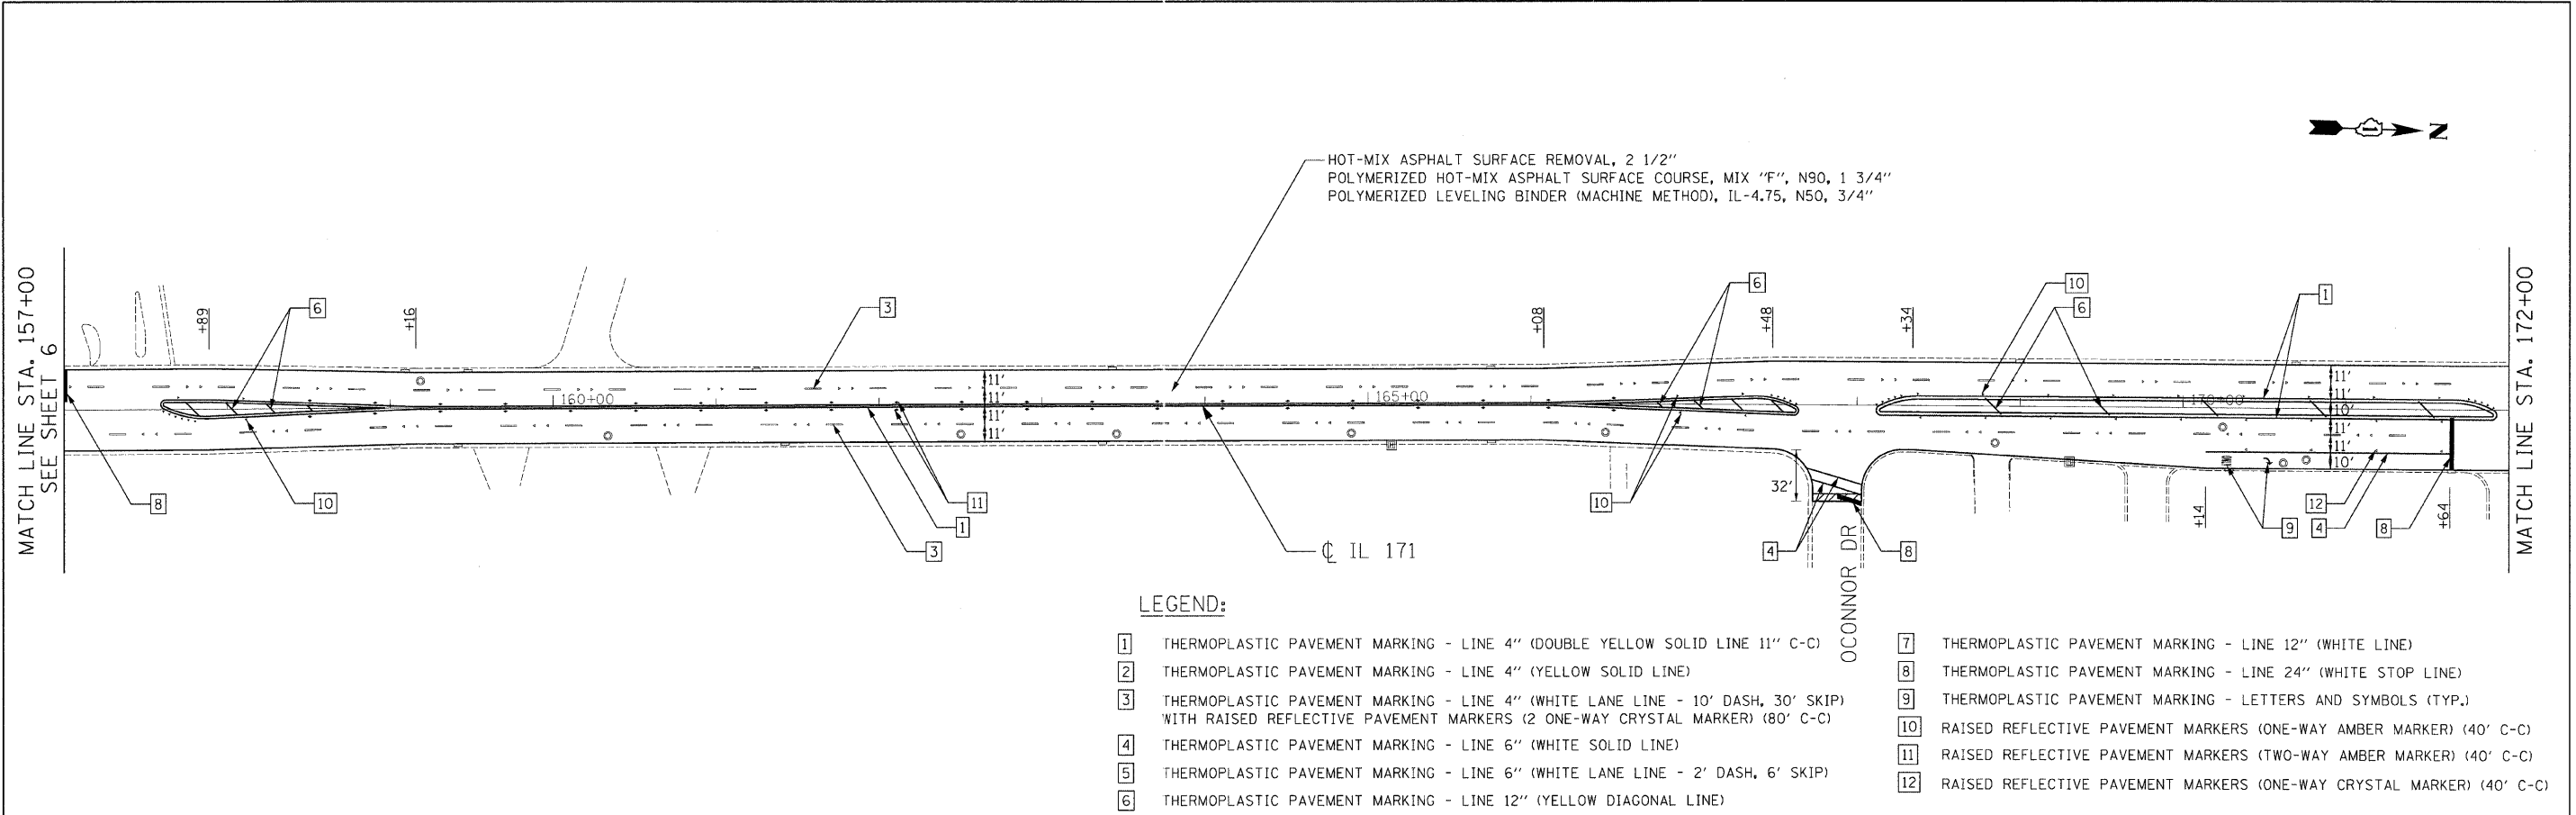 N
HOT-MIX ASPHALT SURFACE REMOVAL, 2 1/2"
POLYMERIZED HOT-MIX ASPHALT SURFACE COURSE, MIX "F", N90, 1 3/4"
POLYMERIZED LEVELING BINDER (MACHINE METHOD), IL-4.75, N50, 3/4"
MATCH LINE STA. 157+00
SEE SHEET 6
+89
6
+16
3
+08
6
+48
+34
10
6
1
MATCH LINE STA. 172+00
160+00
165+00
170+00
11'
11'
11'
11'
11'
11'
10'
11'
11'
10'
8
10
11
1
3
℄ IL 171
10
32'
4
8
OCONNOR DR
+14
9
12
4
8
+64
LEGEND:
1 THERMOPLASTIC PAVEMENT MARKING - LINE 4" (DOUBLE YELLOW SOLID LINE 11" C-C)
2 THERMOPLASTIC PAVEMENT MARKING - LINE 4" (YELLOW SOLID LINE)
3 THERMOPLASTIC PAVEMENT MARKING - LINE 4" (WHITE LANE LINE - 10' DASH, 30' SKIP)
WITH RAISED REFLECTIVE PAVEMENT MARKERS (2 ONE-WAY CRYSTAL MARKER) (80' C-C)
4 THERMOPLASTIC PAVEMENT MARKING - LINE 6" (WHITE SOLID LINE)
5 THERMOPLASTIC PAVEMENT MARKING - LINE 6" (WHITE LANE LINE - 2' DASH, 6' SKIP)
6 THERMOPLASTIC PAVEMENT MARKING - LINE 12" (YELLOW DIAGONAL LINE)
7 THERMOPLASTIC PAVEMENT MARKING - LINE 12" (WHITE LINE)
8 THERMOPLASTIC PAVEMENT MARKING - LINE 24" (WHITE STOP LINE)
9 THERMOPLASTIC PAVEMENT MARKING - LETTERS AND SYMBOLS (TYP.)
10 RAISED REFLECTIVE PAVEMENT MARKERS (ONE-WAY AMBER MARKER) (40' C-C)
11 RAISED REFLECTIVE PAVEMENT MARKERS (TWO-WAY AMBER MARKER) (40' C-C)
12 RAISED REFLECTIVE PAVEMENT MARKERS (ONE-WAY CRYSTAL MARKER) (40' C-C)